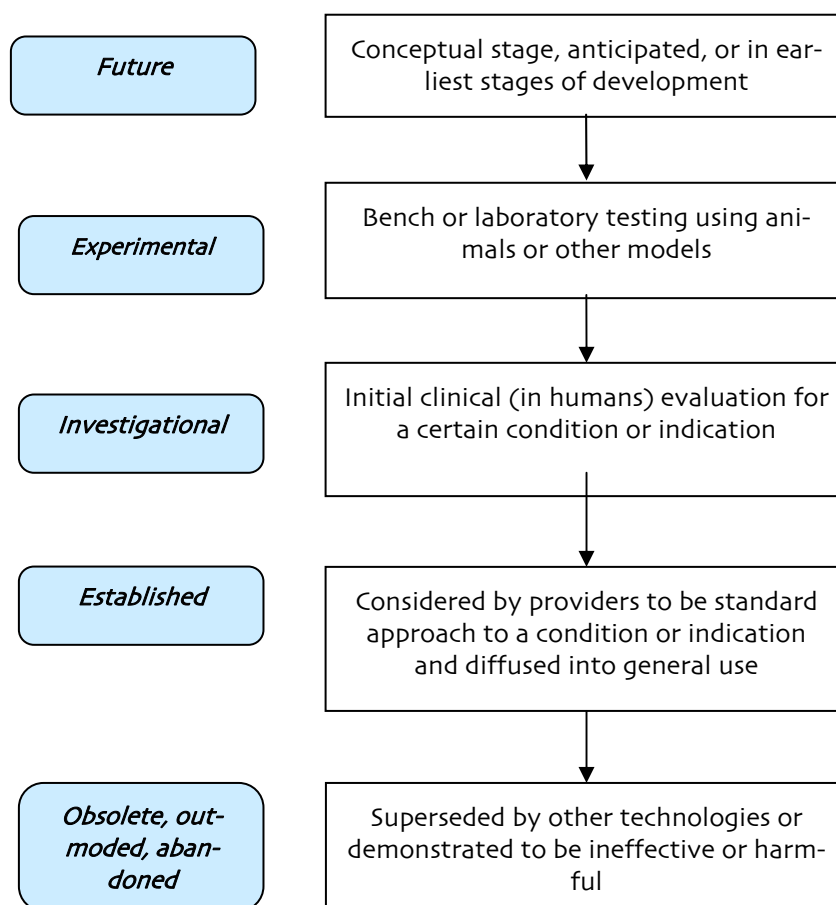 Future
Conceptual stage, anticipated, or in ear-
liest stages of development
Experimental
Bench or laboratory testing using ani-
mals or other models
Investigational
Initial clinical (in humans) evaluation for
a certain condition or indication
Established
Considered by providers to be standard
approach to a condition or indication
and diffused into general use
Obsolete, out-
moded, aban-
doned
Superseded by other technologies or
demonstrated to be ineffective or harm-
ful